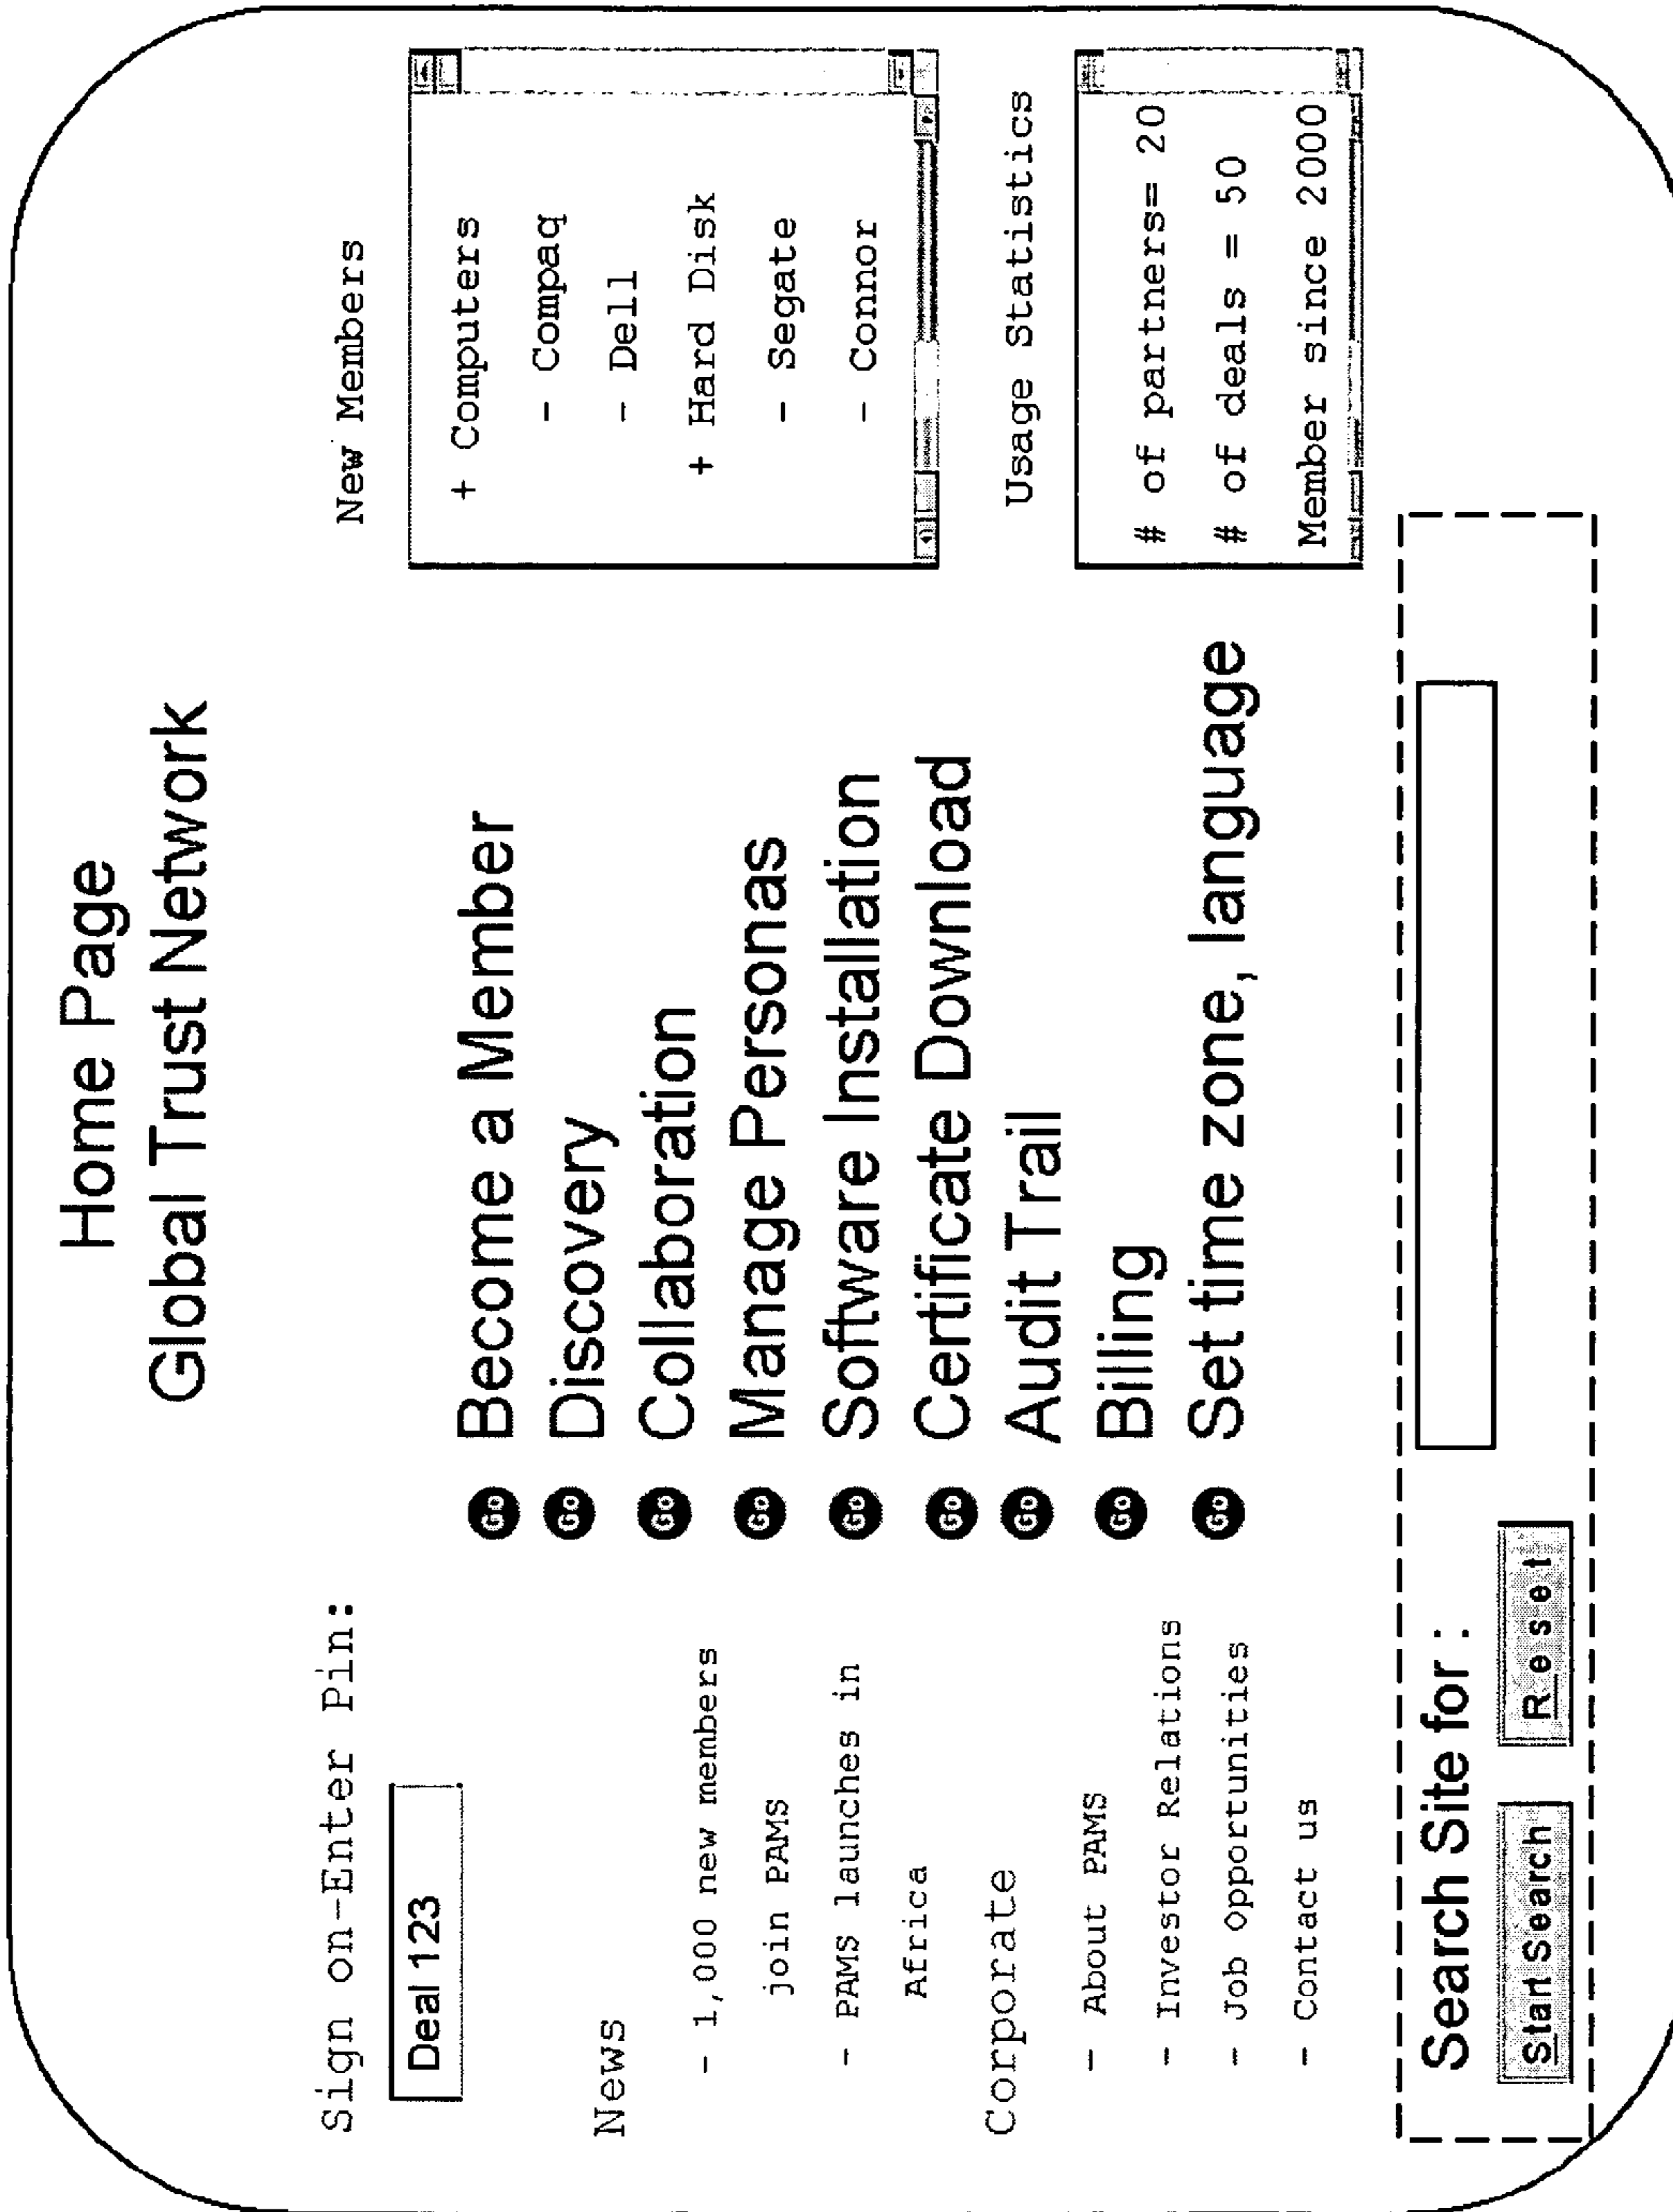 Home Page
Global Trust Network
Sign on-Enter Pin:
Deal 123
News
- 1,000 new members
join PAMS
- PAMS launches in
Africa
Corporate
- About PAMS
- Investor Relations
- Job Opportunities
- Contact us
Go Become a Member
Go Discovery
Go Collaboration
Go Manage Personas
Go Software Installation
Go Certificate Download
Go Audit Trail
Go Billing
Go Set time zone, language
New Members
+ Computers
- Compaq
- Dell
+ Hard Disk
- Segate
- Connor
Usage Statistics
# of partners= 20
# of deals = 50
Member since 2000
Search Site for :
Start Search
Reset